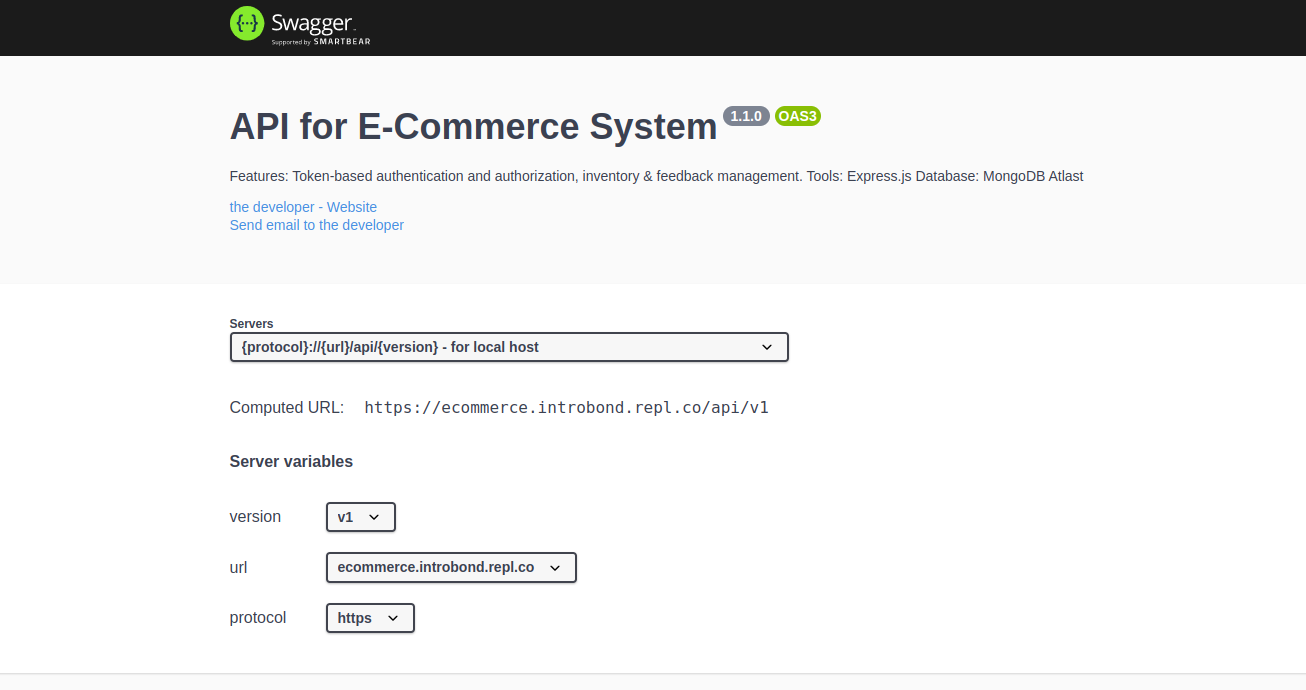 {···} Swagger™
Supported by SMARTBEAR
API for E-Commerce System 1.1.0 OAS3
Features: Token-based authentication and authorization, inventory & feedback management. Tools: Express.js Database: MongoDB Atlast
the developer - Website
Send email to the developer
Servers
{protocol}://{url}/api/{version} - for local host
Computed URL: https://ecommerce.introbond.repl.co/api/v1
Server variables
version v1
url ecommerce.introbond.repl.co
protocol https